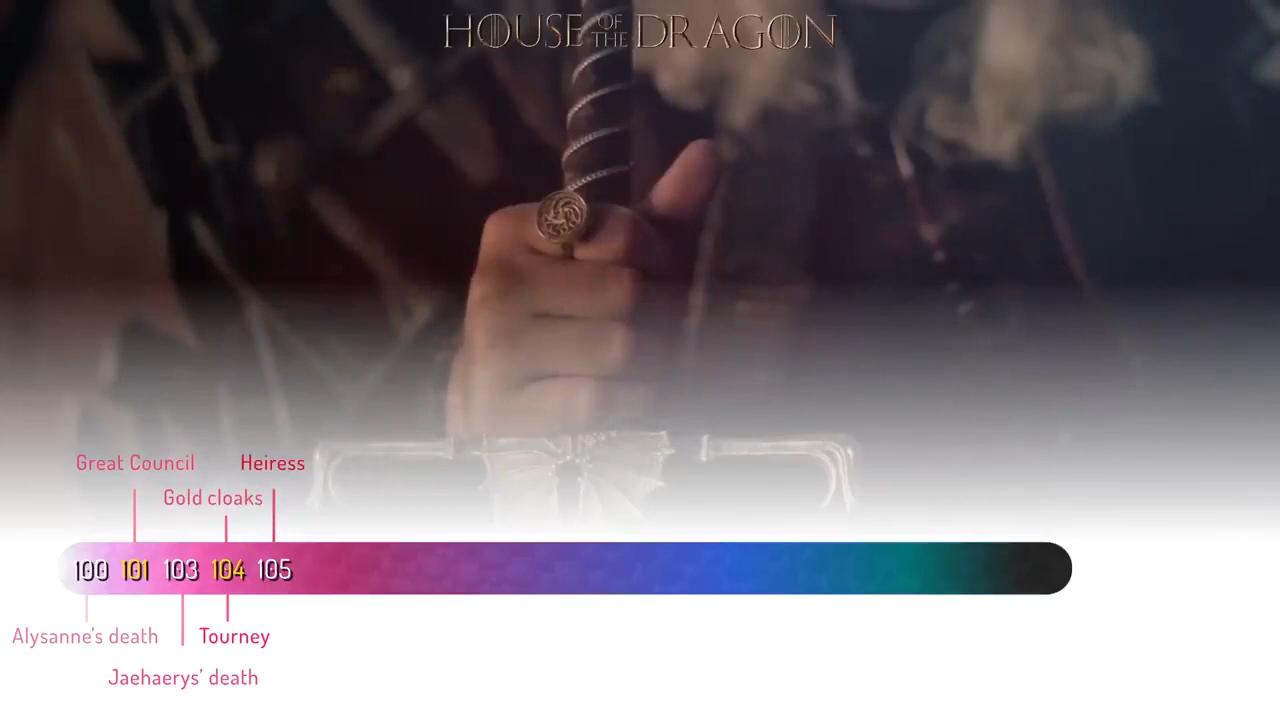 HOUSE OF THE DRAGON
Great Council
Heiress
Gold cloaks
100 101 103 104 105
Alysanne's death
Tourney
Jaehaerys' death